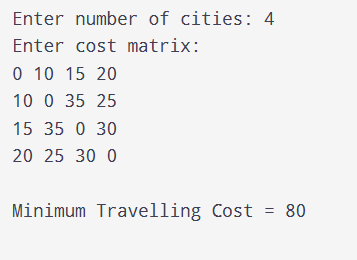 Enter number of cities: 4
Enter cost matrix:
0 10 15 20
10 0 35 25
15 35 0 30
20 25 30 0
Minimum Travelling Cost = 80